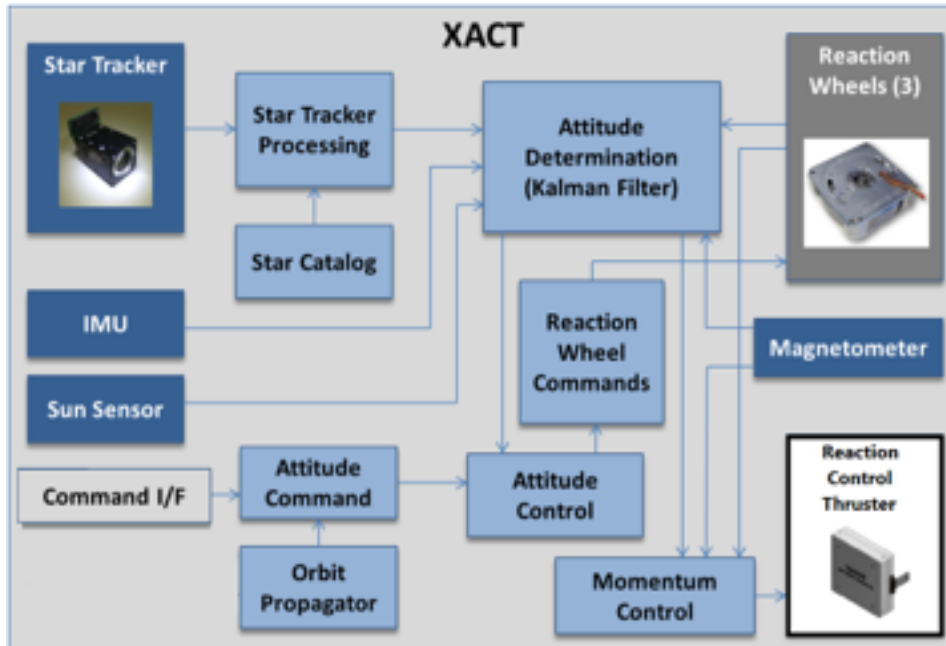 XACT
Star Tracker
Star Tracker
Processing
Star Catalog
Attitude
Determination
(Kalman Filter)
Reaction
Wheels (3)
IMU
Sun Sensor
Reaction
Wheel
Commands
Magnetometer
Command I/F
Attitude
Command
Orbit
Propagator
Attitude
Control
Momentum
Control
Reaction
Control
Thruster